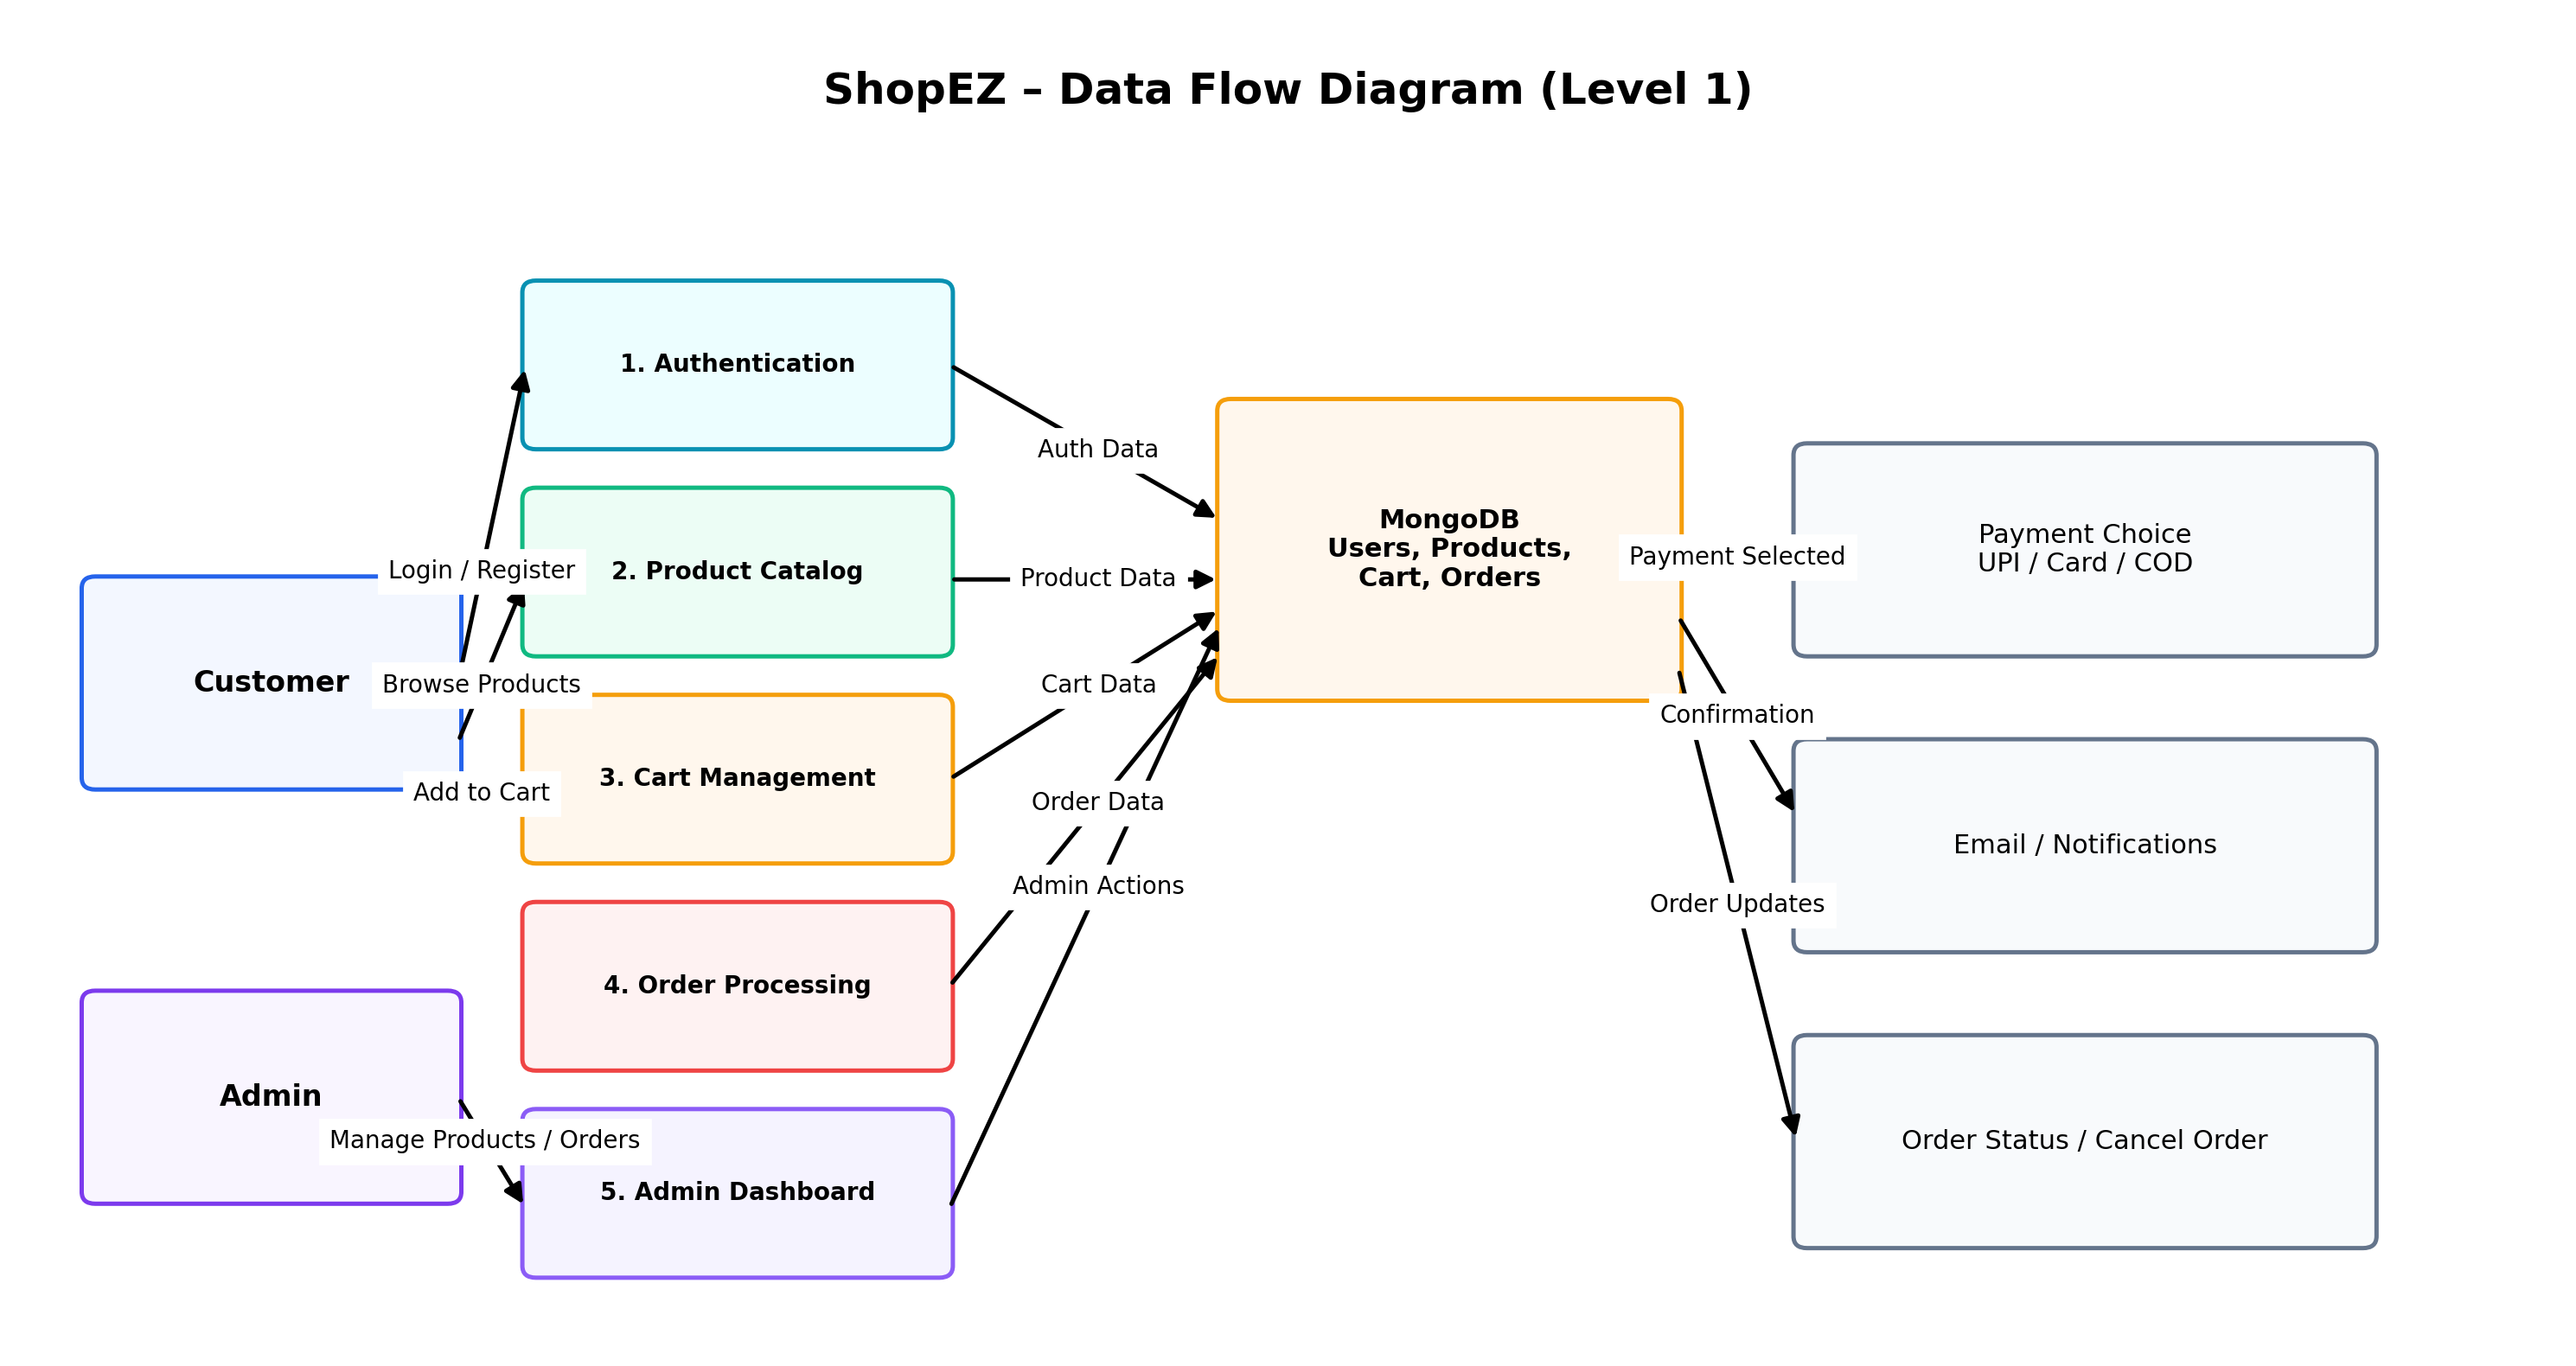 ShopEZ – Data Flow Diagram (Level 1)
Customer
Admin
Login / Register
Browse Products
Add to Cart
Manage Products / Orders
1. Authentication
2. Product Catalog
3. Cart Management
4. Order Processing
5. Admin Dashboard
Auth Data
Product Data
Cart Data
Order Data
Admin Actions
MongoDB
Users, Products,
Cart, Orders
Payment Selected
Confirmation
Order Updates
Payment Choice
UPI / Card / COD
Email / Notifications
Order Status / Cancel Order